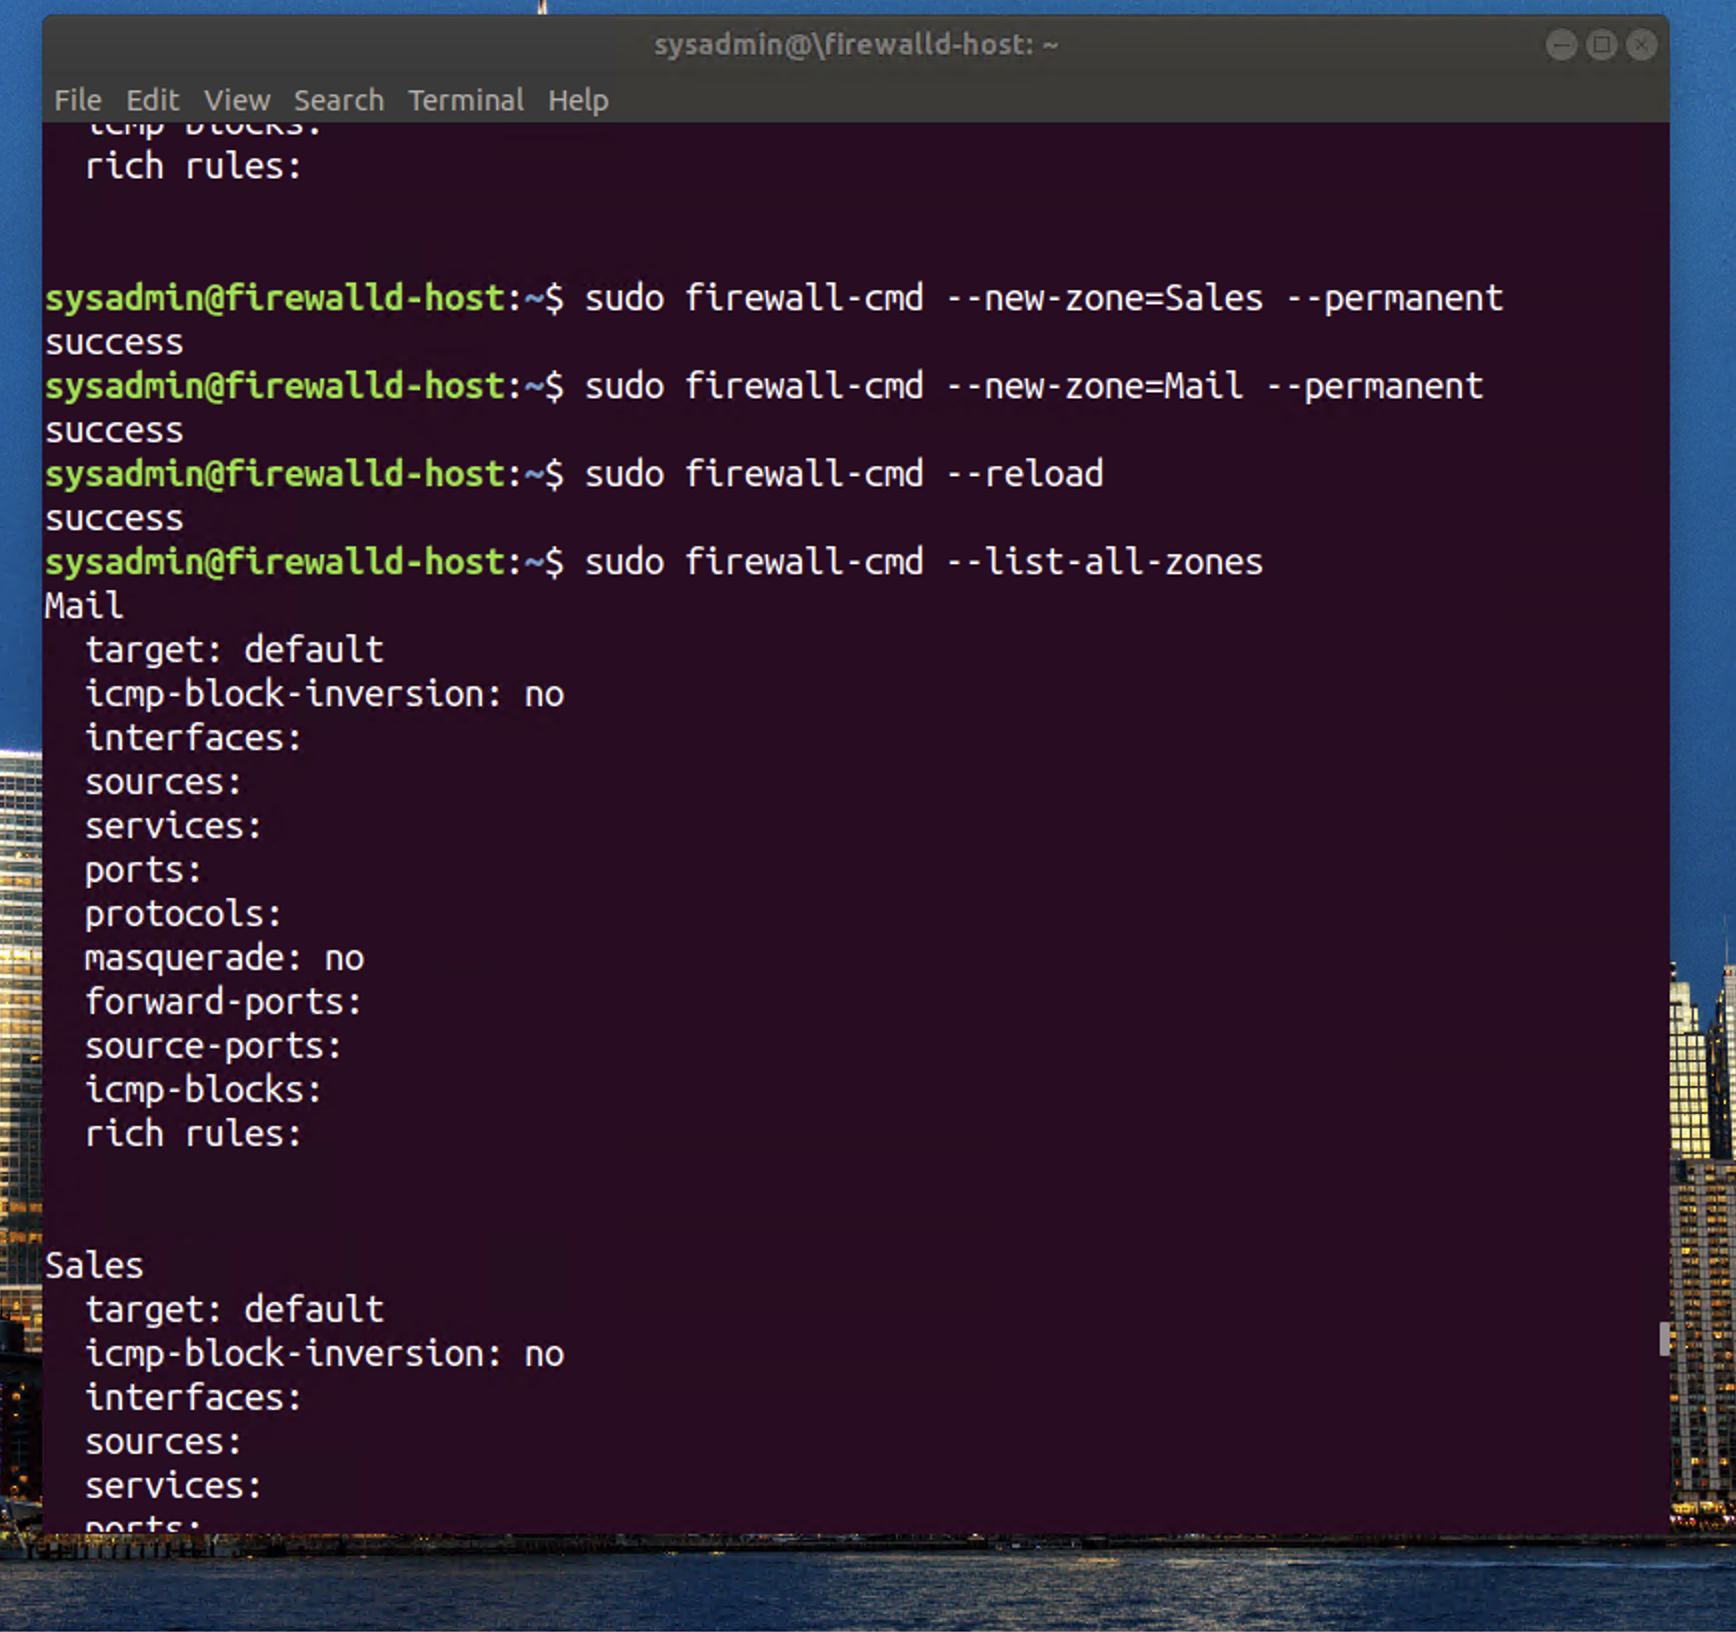 sysadmin@\firewalld-host: ~
File Edit View Search Terminal Help
icmp-blocks:
rich rules:
sysadmin@firewalld-host:~$ sudo firewall-cmd --new-zone=Sales --permanent
success
sysadmin@firewalld-host:~$ sudo firewall-cmd --new-zone=Mail --permanent
success
sysadmin@firewalld-host:~$ sudo firewall-cmd --reload
success
sysadmin@firewalld-host:~$ sudo firewall-cmd --list-all-zones
Mail
target: default
icmp-block-inversion: no
interfaces:
sources:
services:
ports:
protocols:
masquerade: no
forward-ports:
source-ports:
icmp-blocks:
rich rules:
Sales
target: default
icmp-block-inversion: no
interfaces:
sources:
services:
ports: